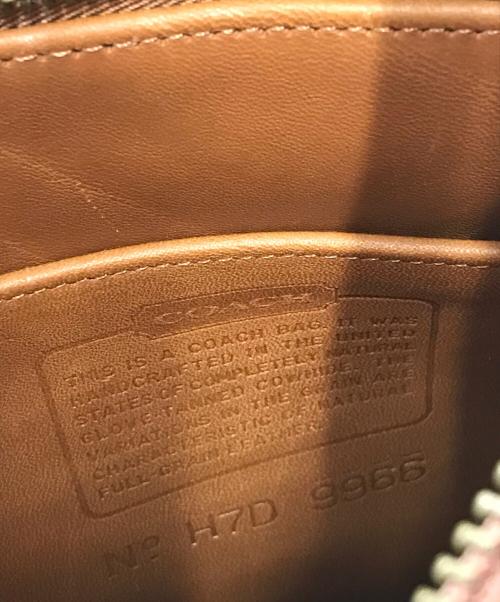 COACH
THIS IS A COACH BAG. IT WAS
HANDCRAFTED IN THE UNITED
STATES OF COMPLETELY NATURAL
GLOVE TANNED COWHIDE. THE
VARIATIONS IN THE GRAIN ARE
CHARACTERISTIC OF NATURAL
FULL GRAIN LEATHER.
Nº H7D 9966